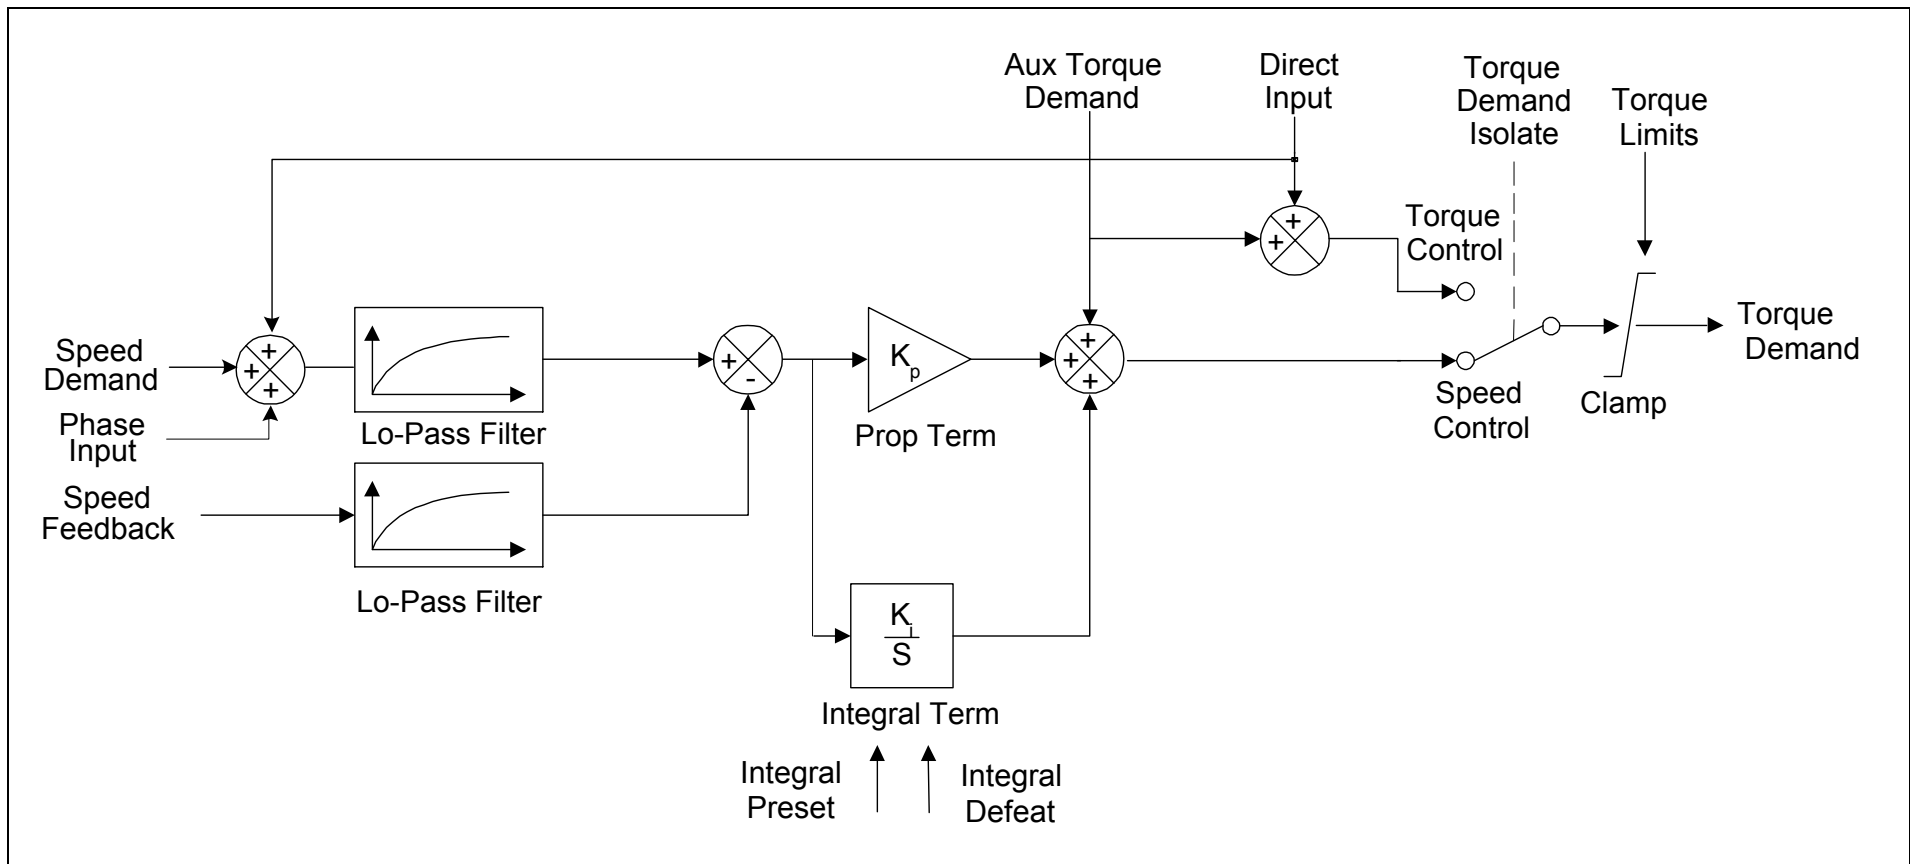 Aux Torque
Demand
Direct
Input
Torque
Demand
Isolate
Torque
Limits
+
+
Torque
Control
Speed
Demand
+
+
+
Phase
Input
Lo-Pass Filter
+
-
Kp
Prop Term
+
+
+
Speed
Control
Clamp
Torque
Demand
Speed
Feedback
Lo-Pass Filter
Ki
S
Integral Term
Integral
Preset
Integral
Defeat